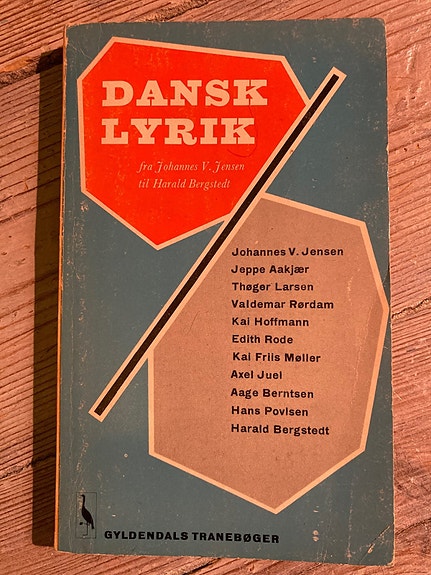 DANSK
LYRIK
fra Johannes V. Jensen
til Harald Bergstedt
Johannes V. Jensen
Jeppe Aakjær
Thøger Larsen
Valdemar Rørdam
Kai Hoffmann
Edith Rode
Kai Friis Møller
Axel Juel
Aage Berntsen
Hans Povlsen
Harald Bergstedt
GYLDENDALS TRANEBØGER